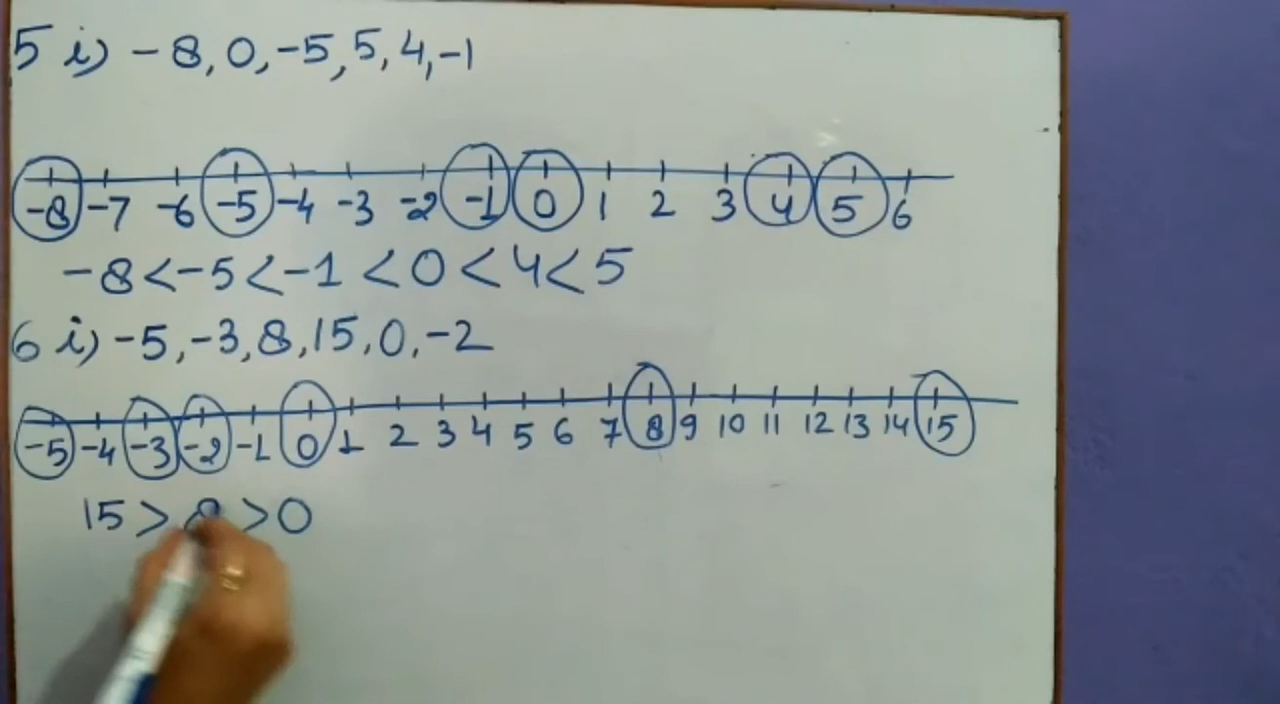 5 i) -8, 0, -5, 5, 4, -1
-8 -7 -6 -5 -4 -3 -2 -1 0 1 2 3 4 5 6
-8 < -5 < -1 < 0 < 4 < 5
6 i) -5, -3, 8, 15, 0, -2
-5 -4 -3 -2 -1 0 1 2 3 4 5 6 7 8 9 10 11 12 13 14 15
15 > 8 > 0